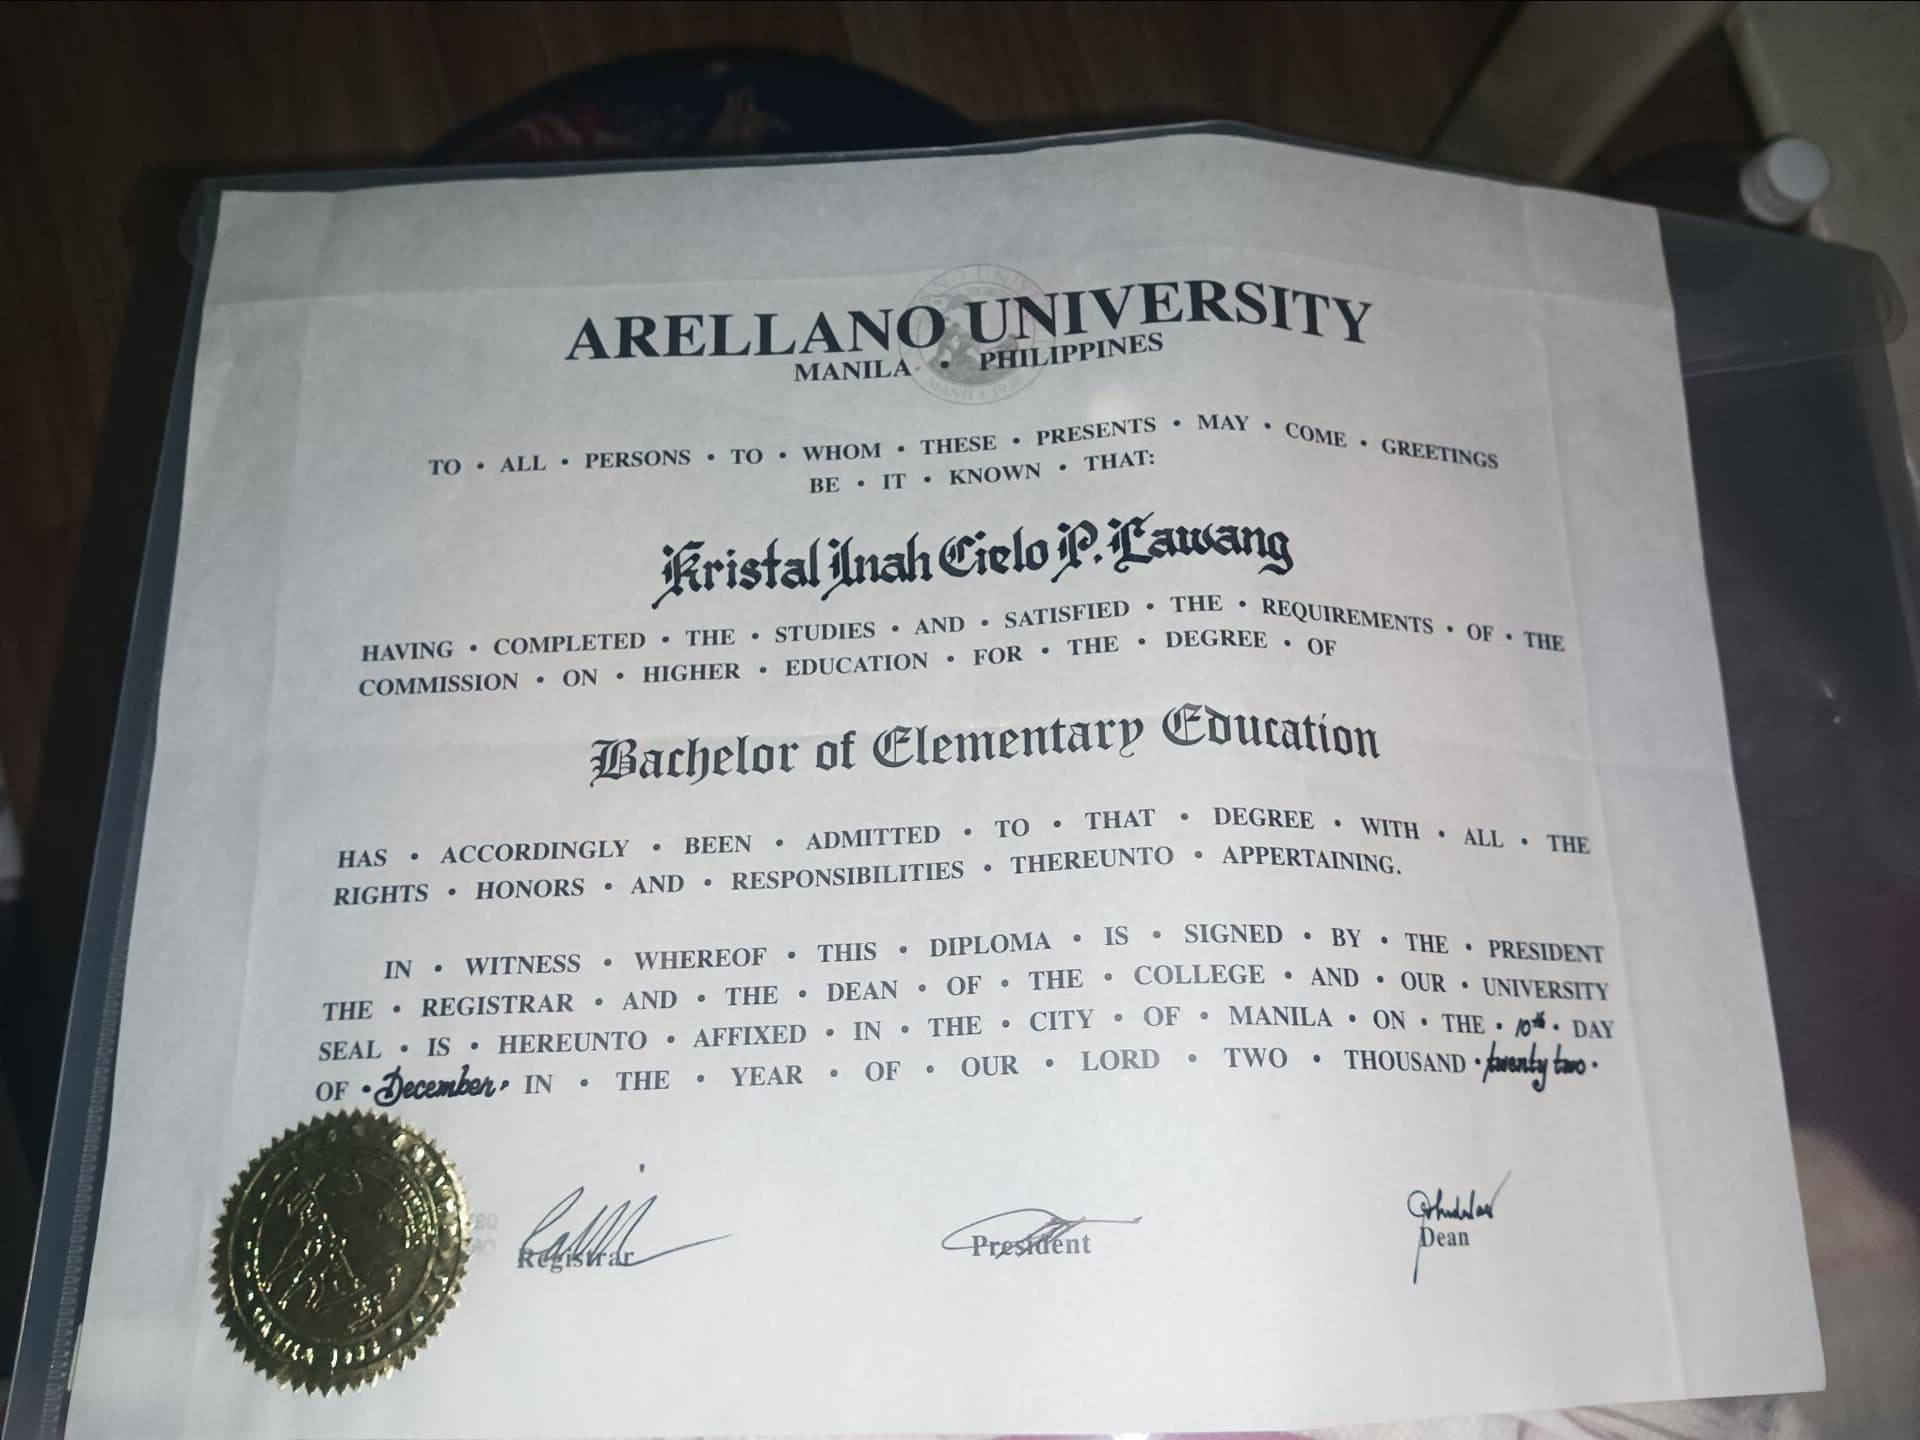 ARELLANO UNIVERSITY
MANILA • PHILIPPINES
TO • ALL • PERSONS • TO • WHOM • THESE • PRESENTS • MAY • COME • GREETINGS
BE • IT • KNOWN • THAT:
Kristal Inah Cielo P. Lawang
HAVING • COMPLETED • THE • STUDIES • AND • SATISFIED • THE • REQUIREMENTS • OF • THE
COMMISSION • ON • HIGHER • EDUCATION • FOR • THE • DEGREE • OF
Bachelor of Elementary Education
HAS • ACCORDINGLY • BEEN • ADMITTED • TO • THAT • DEGREE • WITH • ALL • THE
RIGHTS • HONORS • AND • RESPONSIBILITIES • THEREUNTO • APPERTAINING.
IN • WITNESS • WHEREOF • THIS • DIPLOMA • IS • SIGNED • BY • THE • PRESIDENT
THE • REGISTRAR • AND • THE • DEAN • OF • THE • COLLEGE • AND • OUR • UNIVERSITY
SEAL • IS • HEREUNTO • AFFIXED • IN • THE • CITY • OF • MANILA • ON • THE • 10th • DAY
OF • December • IN • THE • YEAR • OF • OUR • LORD • TWO • THOUSAND • twenty two •
Registrar
President
Dean
MANILA 1938